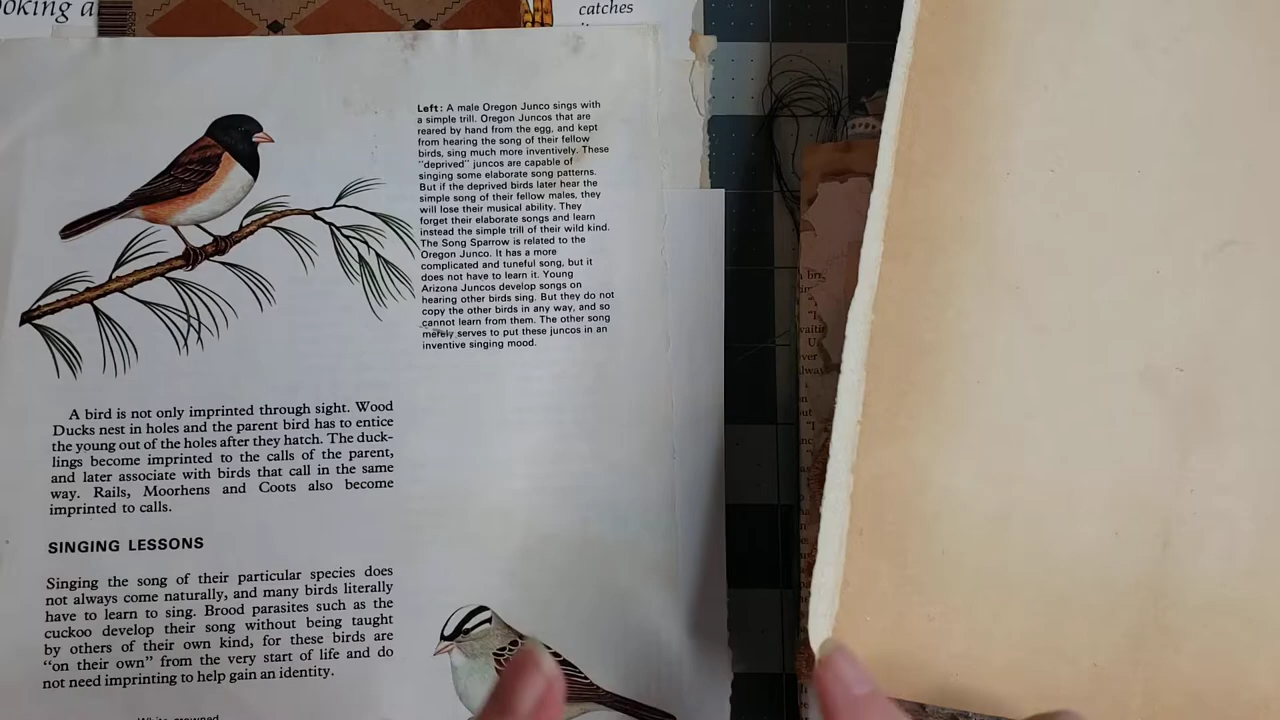 oking a
catches
Left: A male Oregon Junco sings with
a simple trill. Oregon Juncos that are
reared by hand from the egg, and kept
from hearing the song of their fellow
birds, sing much more inventively. These
"deprived" juncos are capable of
singing some elaborate song patterns.
But if the deprived birds later hear the
simple song of their fellow males, they
will lose their musical ability. They
forget their elaborate songs and learn
instead the simple trill of their wild kind.
The Song Sparrow is related to the
Oregon Junco. It has a more
complicated and tuneful song, but it
does not have to learn it. Young
Arizona Juncos develop songs on
hearing other birds sing. But they do not
copy the other birds in any way, and so
cannot learn from them. The other song
merely serves to put these juncos in an
inventive singing mood.
A bird is not only imprinted through sight. Wood
Ducks nest in holes and the parent bird has to entice
the young out of the holes after they hatch. The duck-
lings become imprinted to the calls of the parent,
and later associate with birds that call in the same
way. Rails, Moorhens and Coots also become
imprinted to calls.
SINGING LESSONS
Singing the song of their particular species does
not always come naturally, and many birds literally
have to learn to sing. Brood parasites such as the
cuckoo develop their song without being taught
by others of their own kind, for these birds are
“on their own” from the very start of life and do
not need imprinting to help gain an identity.
White-crowned